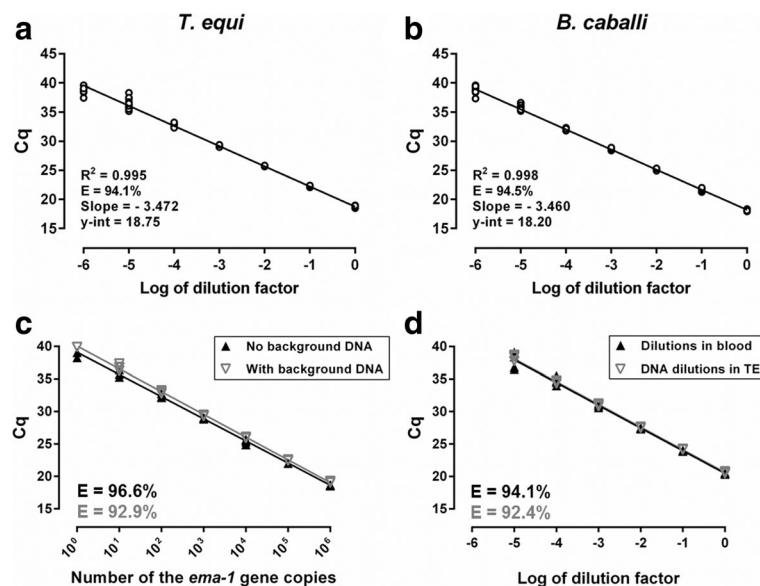 a
T. equi
Cq
45
40
35
30
25
20
15
R² = 0.995
E = 94.1%
Slope = - 3.472
y-int = 18.75
-6 -5 -4 -3 -2 -1 0
Log of dilution factor
b
B. caballi
Cq
45
40
35
30
25
20
15
R² = 0.998
E = 94.5%
Slope = - 3.460
y-int = 18.20
-6 -5 -4 -3 -2 -1 0
Log of dilution factor
c
No background DNA
With background DNA
Cq
40
35
30
25
20
15
E = 96.6%
E = 92.9%
10⁰ 10¹ 10² 10³ 10⁴ 10⁵ 10⁶
Number of the ema-1 gene copies
d
Dilutions in blood
DNA dilutions in TE
Cq
40
35
30
25
20
15
E = 94.1%
E = 92.4%
-6 -5 -4 -3 -2 -1 0
Log of dilution factor